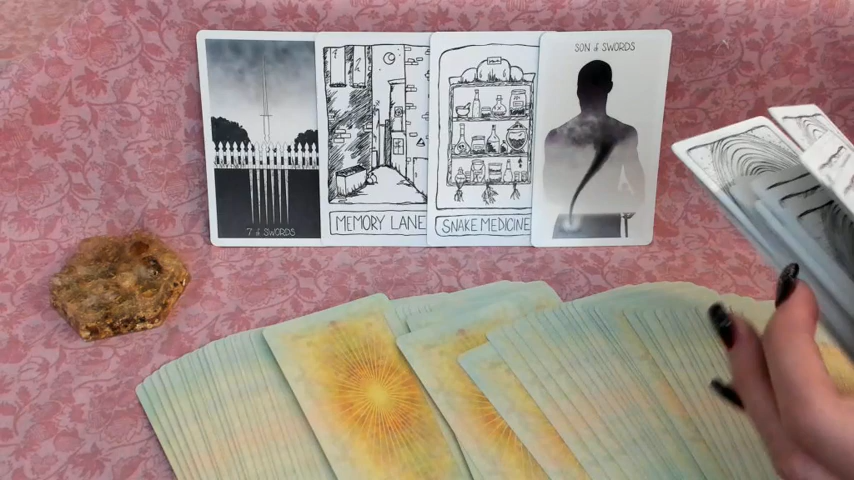 7 of SWORDS
MEMORY LANE
SNAKE MEDICINE
SON of SWORDS